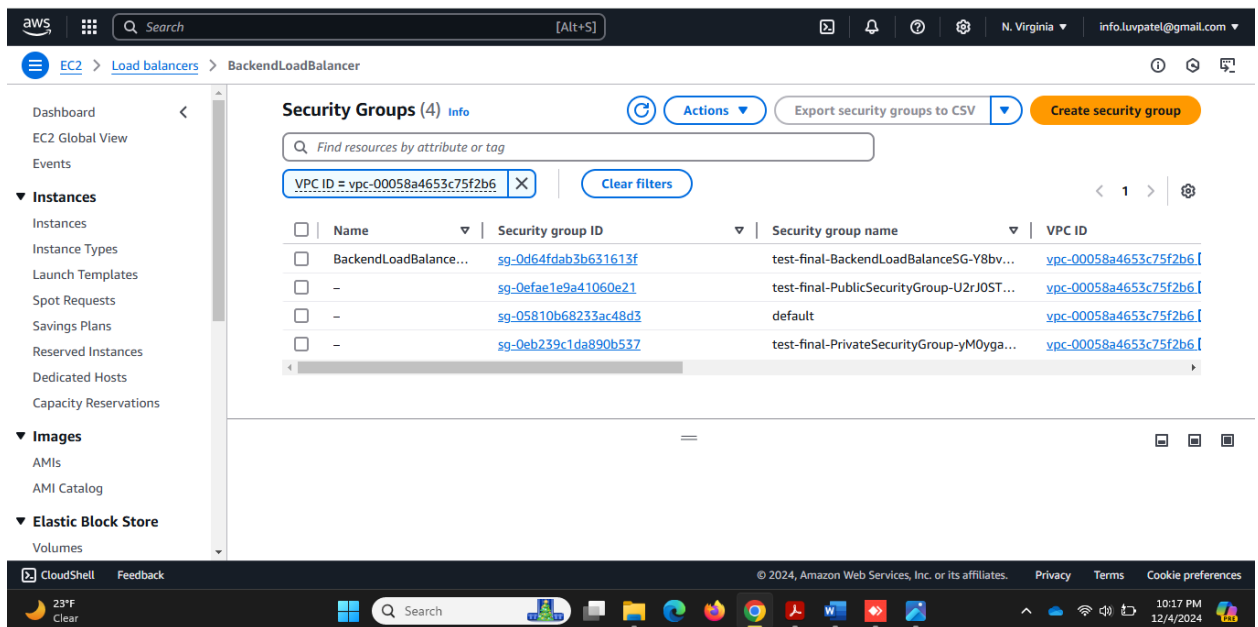 aws Search [Alt+S] N. Virginia ▼ info.luvpatel@gmail.com ▼
EC2 > Load balancers > BackendLoadBalancer
Dashboard
EC2 Global View
Events
▼ Instances
Instances
Instance Types
Launch Templates
Spot Requests
Savings Plans
Reserved Instances
Dedicated Hosts
Capacity Reservations
▼ Images
AMIs
AMI Catalog
▼ Elastic Block Store
Volumes
Security Groups (4) Info Actions ▼ Export security groups to CSV ▼ Create security group
Find resources by attribute or tag
VPC ID = vpc-00058a4653c75f2b6 Clear filters
< 1 >
Name Security group ID Security group name VPC ID
BackendLoadBalance... sg-0d64fdab3b631613f test-final-BackendLoadBalanceSG-Y8bv... vpc-00058a4653c75f2b6
– sg-0efae1e9a41060e21 test-final-PublicSecurityGroup-U2rJ0ST... vpc-00058a4653c75f2b6
– sg-05810b68233ac48d3 default vpc-00058a4653c75f2b6
– sg-0eb239c1da890b537 test-final-PrivateSecurityGroup-yM0yga... vpc-00058a4653c75f2b6
CloudShell Feedback © 2024, Amazon Web Services, Inc. or its affiliates. Privacy Terms Cookie preferences
23°F
Clear
Search
10:17 PM
12/4/2024
PRE